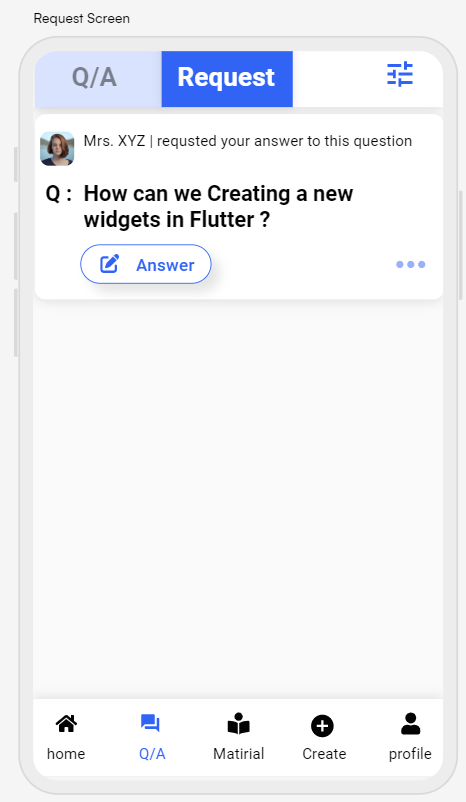 Request Screen
Q/A
Request
Mrs. XYZ | requsted your answer to this question
Q : How can we Creating a new
widgets in Flutter ?
Answer
home
Q/A
Matirial
Create
profile